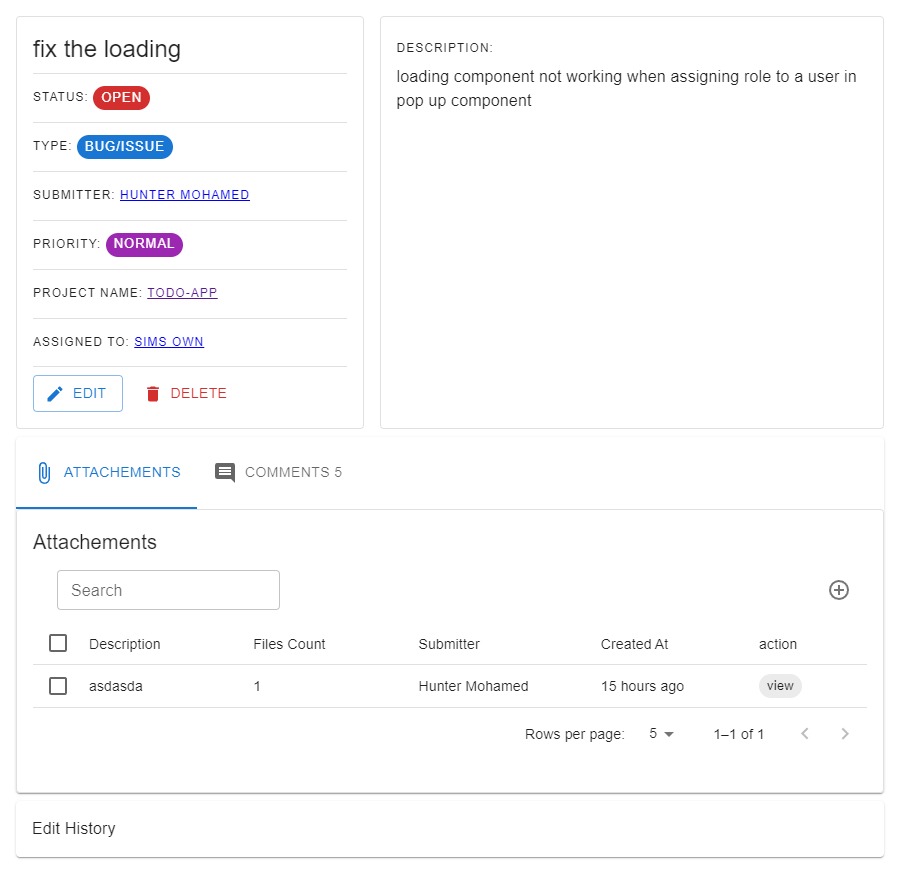 fix the loading
STATUS: OPEN
TYPE: BUG/ISSUE
SUBMITTER: HUNTER MOHAMED
PRIORITY: NORMAL
PROJECT NAME: TODO-APP
ASSIGNED TO: SIMS OWN
EDIT DELETE
DESCRIPTION:
loading component not working when assigning role to a user in
pop up component
ATTACHEMENTS COMMENTS 5
Attachements
Search
Description Files Count Submitter Created At action
asdasda 1 Hunter Mohamed 15 hours ago view
Rows per page: 5 1–1 of 1
Edit History